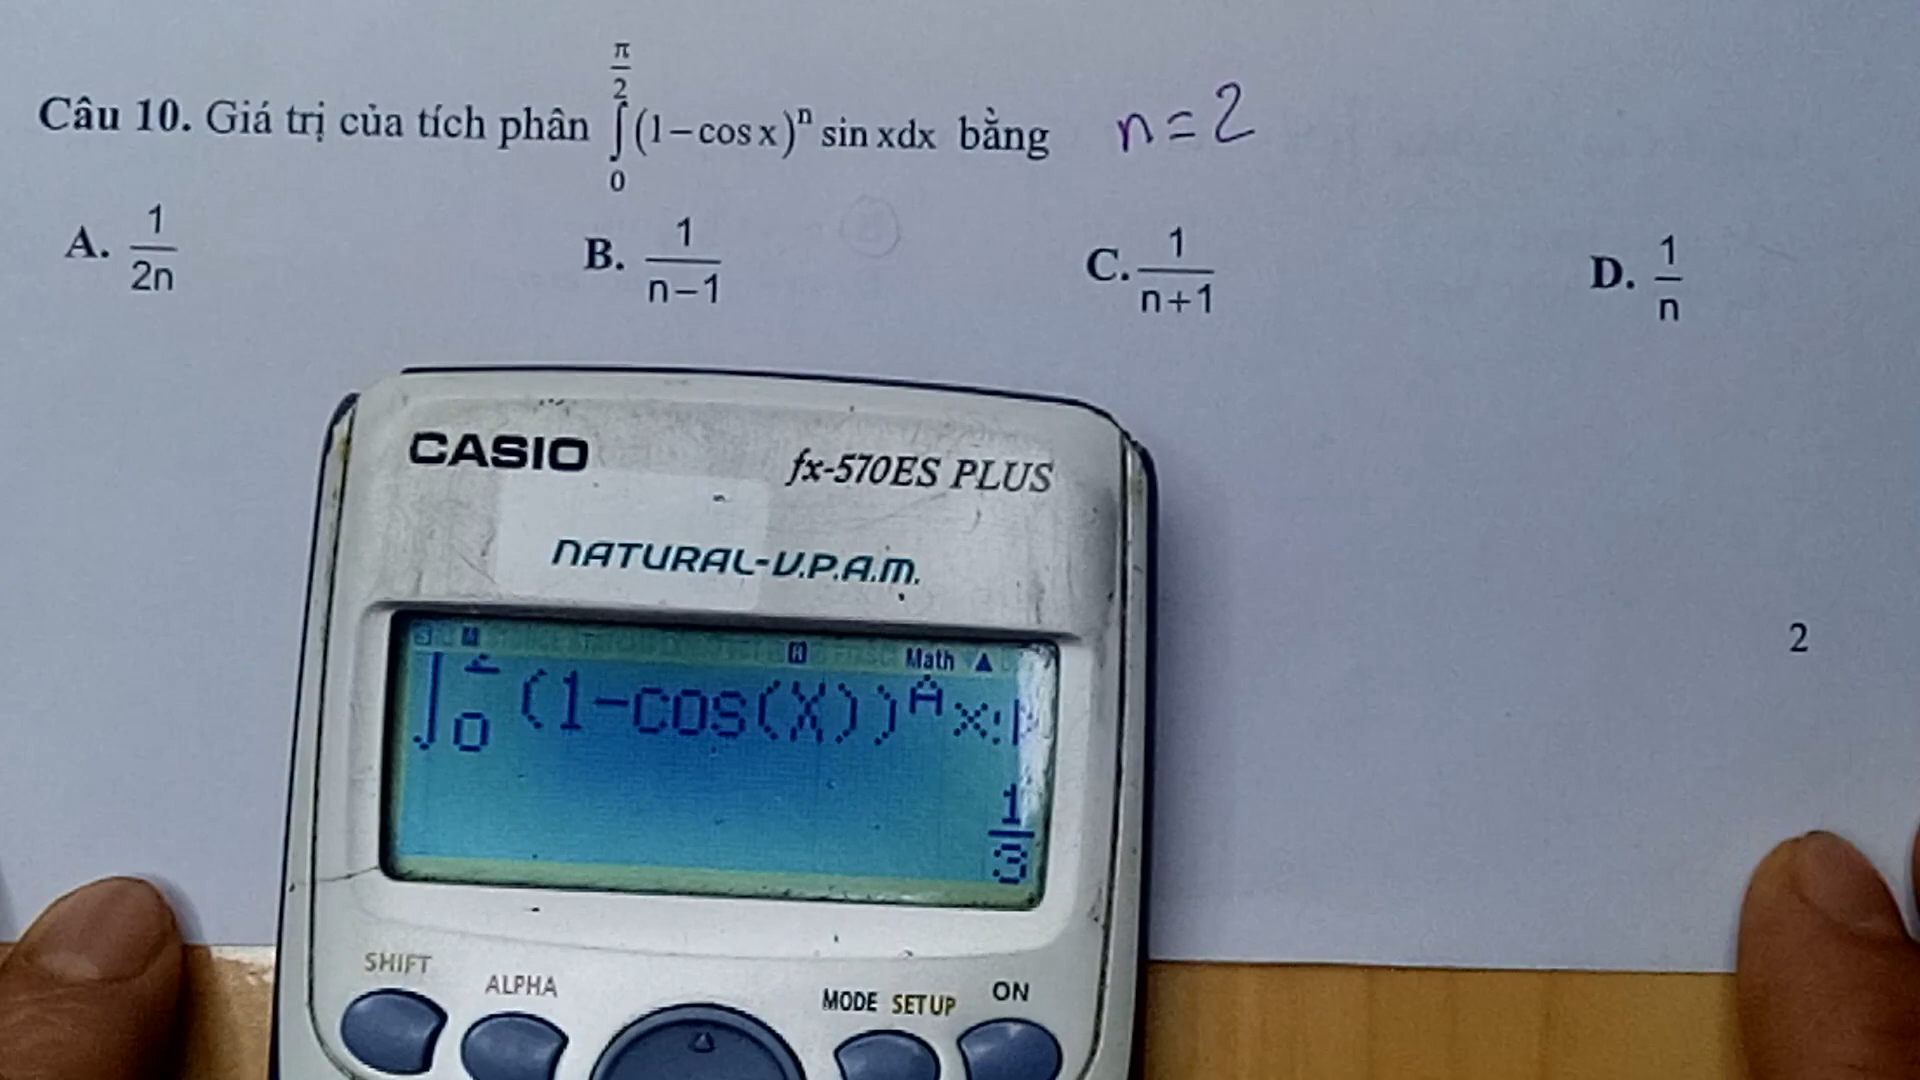 Câu 10. Giá trị của tích phân ∫₀^{π/2} (1−cos x)ⁿ sin xdx bằng n=2
A. 1/2n B. 1/n−1 C. 1/n+1 D. 1/n
CASIO fx-570ES PLUS
NATURAL-V.P.A.M.
Math ▲
∫₀ (1-cos(X))^A×
1/3
2
SHIFT ALPHA MODE SETUP ON